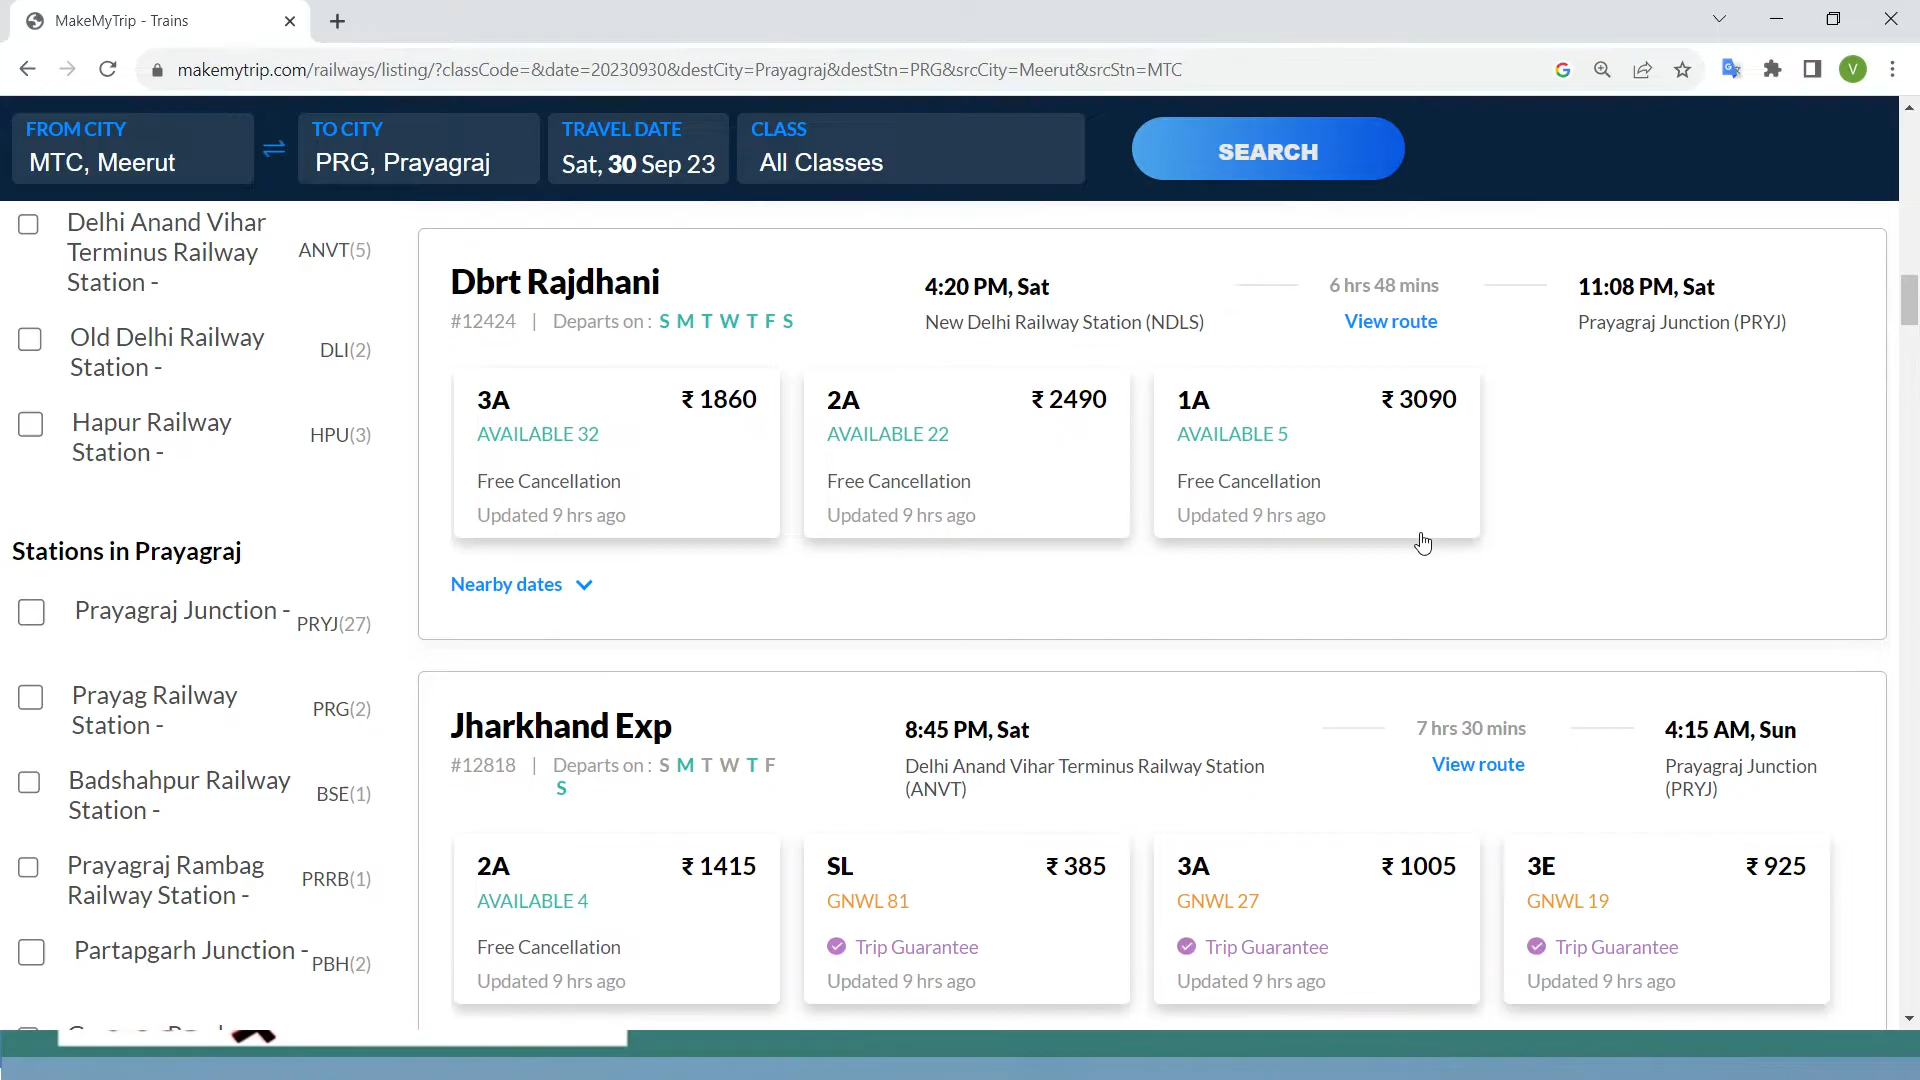 MakeMyTrip - Trains
makemytrip.com/railways/listing/?classCode=&date=20230930&destCity=Prayagraj&destStn=PRG&srcCity=Meerut&srcStn=MTC
V
FROM CITY
MTC, Meerut
TO CITY
PRG, Prayagraj
TRAVEL DATE
Sat, 30 Sep 23
CLASS
All Classes
SEARCH
Delhi Anand Vihar
Terminus Railway
Station -
ANVT(5)
Old Delhi Railway
Station -
DLI(2)
Hapur Railway
Station -
HPU(3)
Stations in Prayagraj
Prayagraj Junction -
PRYJ(27)
Prayag Railway
Station -
PRG(2)
Badshahpur Railway
Station -
BSE(1)
Prayagraj Rambag
Railway Station -
PRRB(1)
Partapgarh Junction -
PBH(2)
Dbrt Rajdhani
#12424 | Departs on : S M T W T F S
4:20 PM, Sat
New Delhi Railway Station (NDLS)
6 hrs 48 mins
View route
11:08 PM, Sat
Prayagraj Junction (PRYJ)
3A ₹ 1860
AVAILABLE 32
Free Cancellation
Updated 9 hrs ago
2A ₹ 2490
AVAILABLE 22
Free Cancellation
Updated 9 hrs ago
1A ₹ 3090
AVAILABLE 5
Free Cancellation
Updated 9 hrs ago
Nearby dates
Jharkhand Exp
#12818 | Departs on : S M T W T F
S
8:45 PM, Sat
Delhi Anand Vihar Terminus Railway Station
(ANVT)
7 hrs 30 mins
View route
4:15 AM, Sun
Prayagraj Junction
(PRYJ)
2A ₹ 1415
AVAILABLE 4
Free Cancellation
Updated 9 hrs ago
SL ₹ 385
GNWL 81
Trip Guarantee
Updated 9 hrs ago
3A ₹ 1005
GNWL 27
Trip Guarantee
Updated 9 hrs ago
3E ₹ 925
GNWL 19
Trip Guarantee
Updated 9 hrs ago